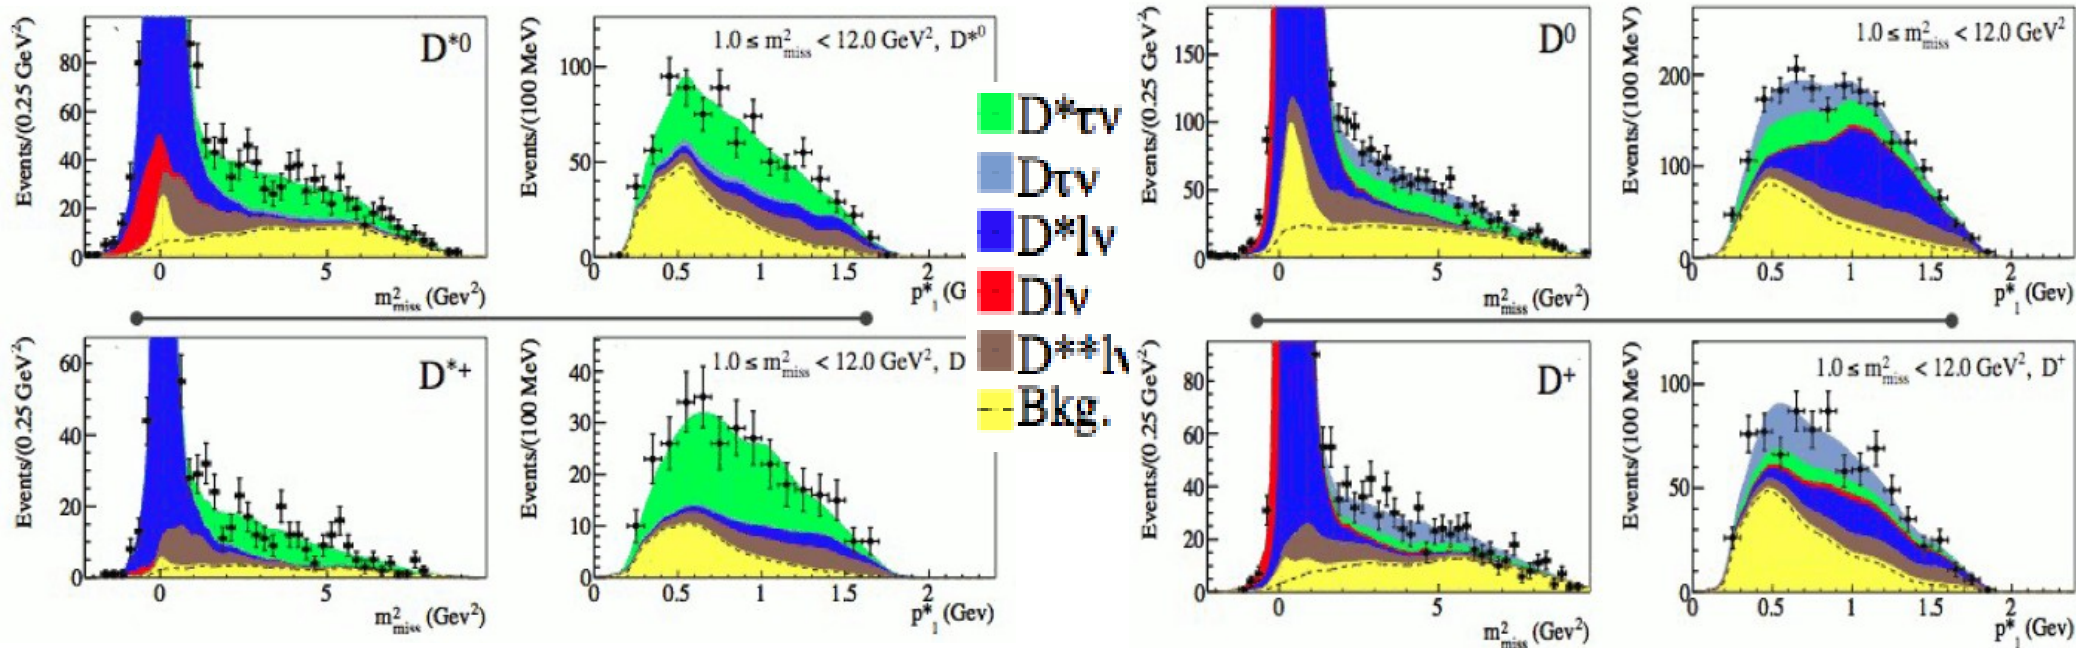 Events/(0.25 GeV²)
80
60
40
20
0
D*⁰
0
5
m²miss (Gev²)
Events/(100 MeV)
100
50
0
1.0 ≤ m²miss < 12.0 GeV², D*⁰
0
0.5
1
1.5
2
p*l (G
Events/(0.25 GeV²)
60
40
20
0
D*⁺
0
5
m²miss (Gev²)
Events/(100 MeV)
40
30
20
10
0
1.0 ≤ m²miss < 12.0 GeV², D
0
0.5
1
1.5
2
p*l (Gev)
D*τν
Dτν
D*lν
Dlν
D**lν
Bkg.
Events/(0.25 GeV²)
150
100
50
0
D⁰
0
5
m²miss (Gev²)
Events/(100 MeV)
200
100
0
1.0 ≤ m²miss < 12.0 GeV²
0
0.5
1
1.5
2
p*l (Gev)
Events/(0.25 GeV²)
80
60
40
20
0
D⁺
0
5
m²miss (Gev²)
Events/(100 MeV)
100
50
0
1.0 ≤ m²miss < 12.0 GeV², D⁺
0
0.5
1
1.5
2
p*l (Gev)